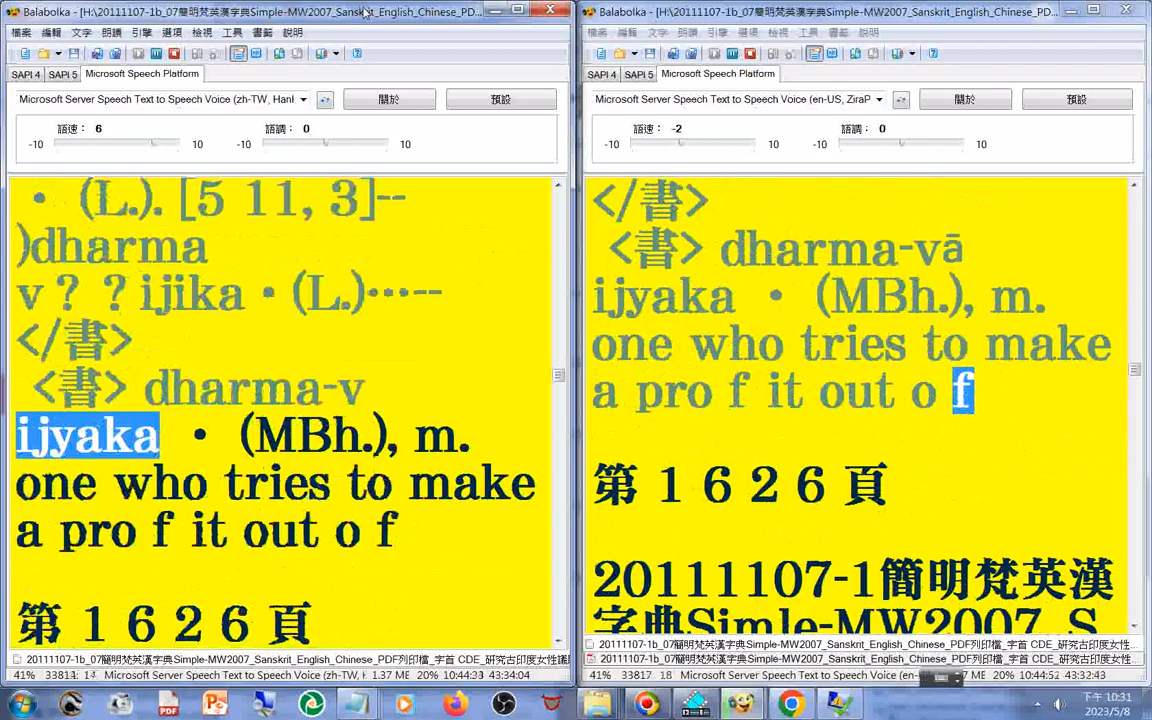 Balabolka - [H:\20111107-1b_07簡明梵英漢字典Simple-MW2007_Sanskrit_English_Chinese_PD...
檔案 編輯 文字 朗讀 引擎 選項 檢視 工具 書籤 說明
SAPI 4 SAPI 5 Microsoft Speech Platform
Microsoft Server Speech Text to Speech Voice (zh-TW, HanI
關於 預設
語速： 6 語調： 0
-10 10 -10 10
• (L.). [5 11, 3]--
)dharma
v？？ijika • (L.)…--
</書>
<書> dharma-v
ijyaka • (MBh.), m.
one who tries to make
a pro f it out o f
第 1 6 2 6 頁
20111107-1b_07簡明梵英漢字典Simple-MW2007_Sanskrit_English_Chinese_PDF列印檔_字首 CDE_研究古印度女性議
41% 33811: 14 Microsoft Server Speech Text to Speech Voice (zh-TW, H 1.37 MB 20% 10:44:23 43:34:04
Balabolka - [H:\20111107-1b_07簡明梵英漢字典Simple-MW2007_Sanskrit_English_Chinese_PD...
檔案 編輯 文字 朗讀 引擎 選項 檢視 工具 書籤 說明
SAPI 4 SAPI 5 Microsoft Speech Platform
Microsoft Server Speech Text to Speech Voice (en-US, ZiraP
關於 預設
語速： -2 語調： 0
-10 10 -10 10
</書>
<書> dharma-vā
ijyaka • (MBh.), m.
one who tries to make
a pro f it out o f
第 1 6 2 6 頁
20111107-1簡明梵英漢
字典Simle-MW2007_S
20111107-1b_07簡明梵英漢字典Simple-MW2007_Sanskrit_English_Chinese_PDF列印檔_字首 CDE_研究古印度女性...
20111107-1b_07簡明梵英漢字典Simple-MW2007_Sanskrit_English_Chinese_PDF列印檔_字首 CDE_研究古印度女性...
41% 33817 18 Microsoft Server Speech Text to Speech 20% 10:44:52 43:32:43
下午 10:31
2023/5/8